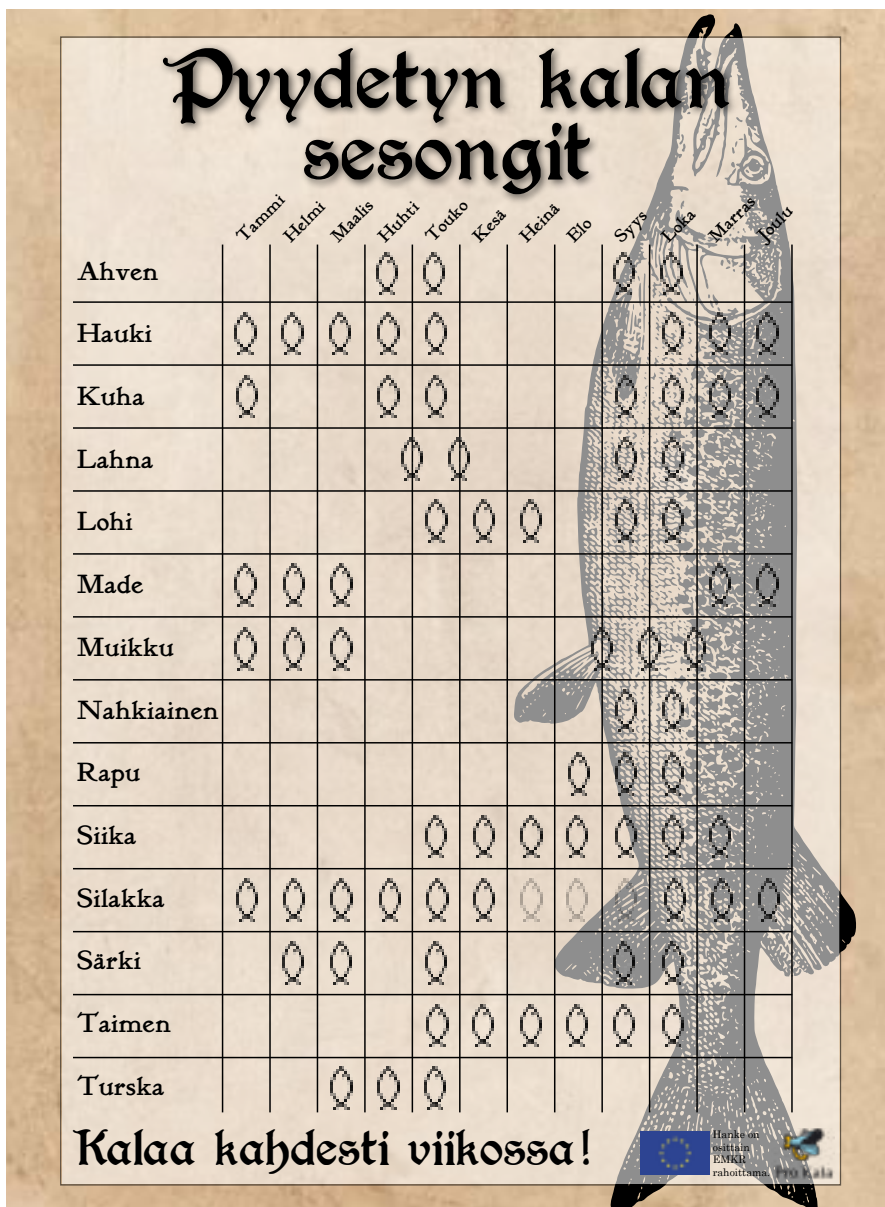 Pyydetyn kalan
sesongit
Tammi Helmi Maalis Huhti Touko Kesä Heinä Elo Syys Loka Marras Joulu
Ahven
Hauki
Kuha
Lahna
Lohi
Made
Muikku
Nahkiainen
Rapu
Siika
Silakka
Särki
Taimen
Turska
Kalaa kahdesti viikossa!
Hanke on
osittain
EMKR
rahoittama.
Pro Kala